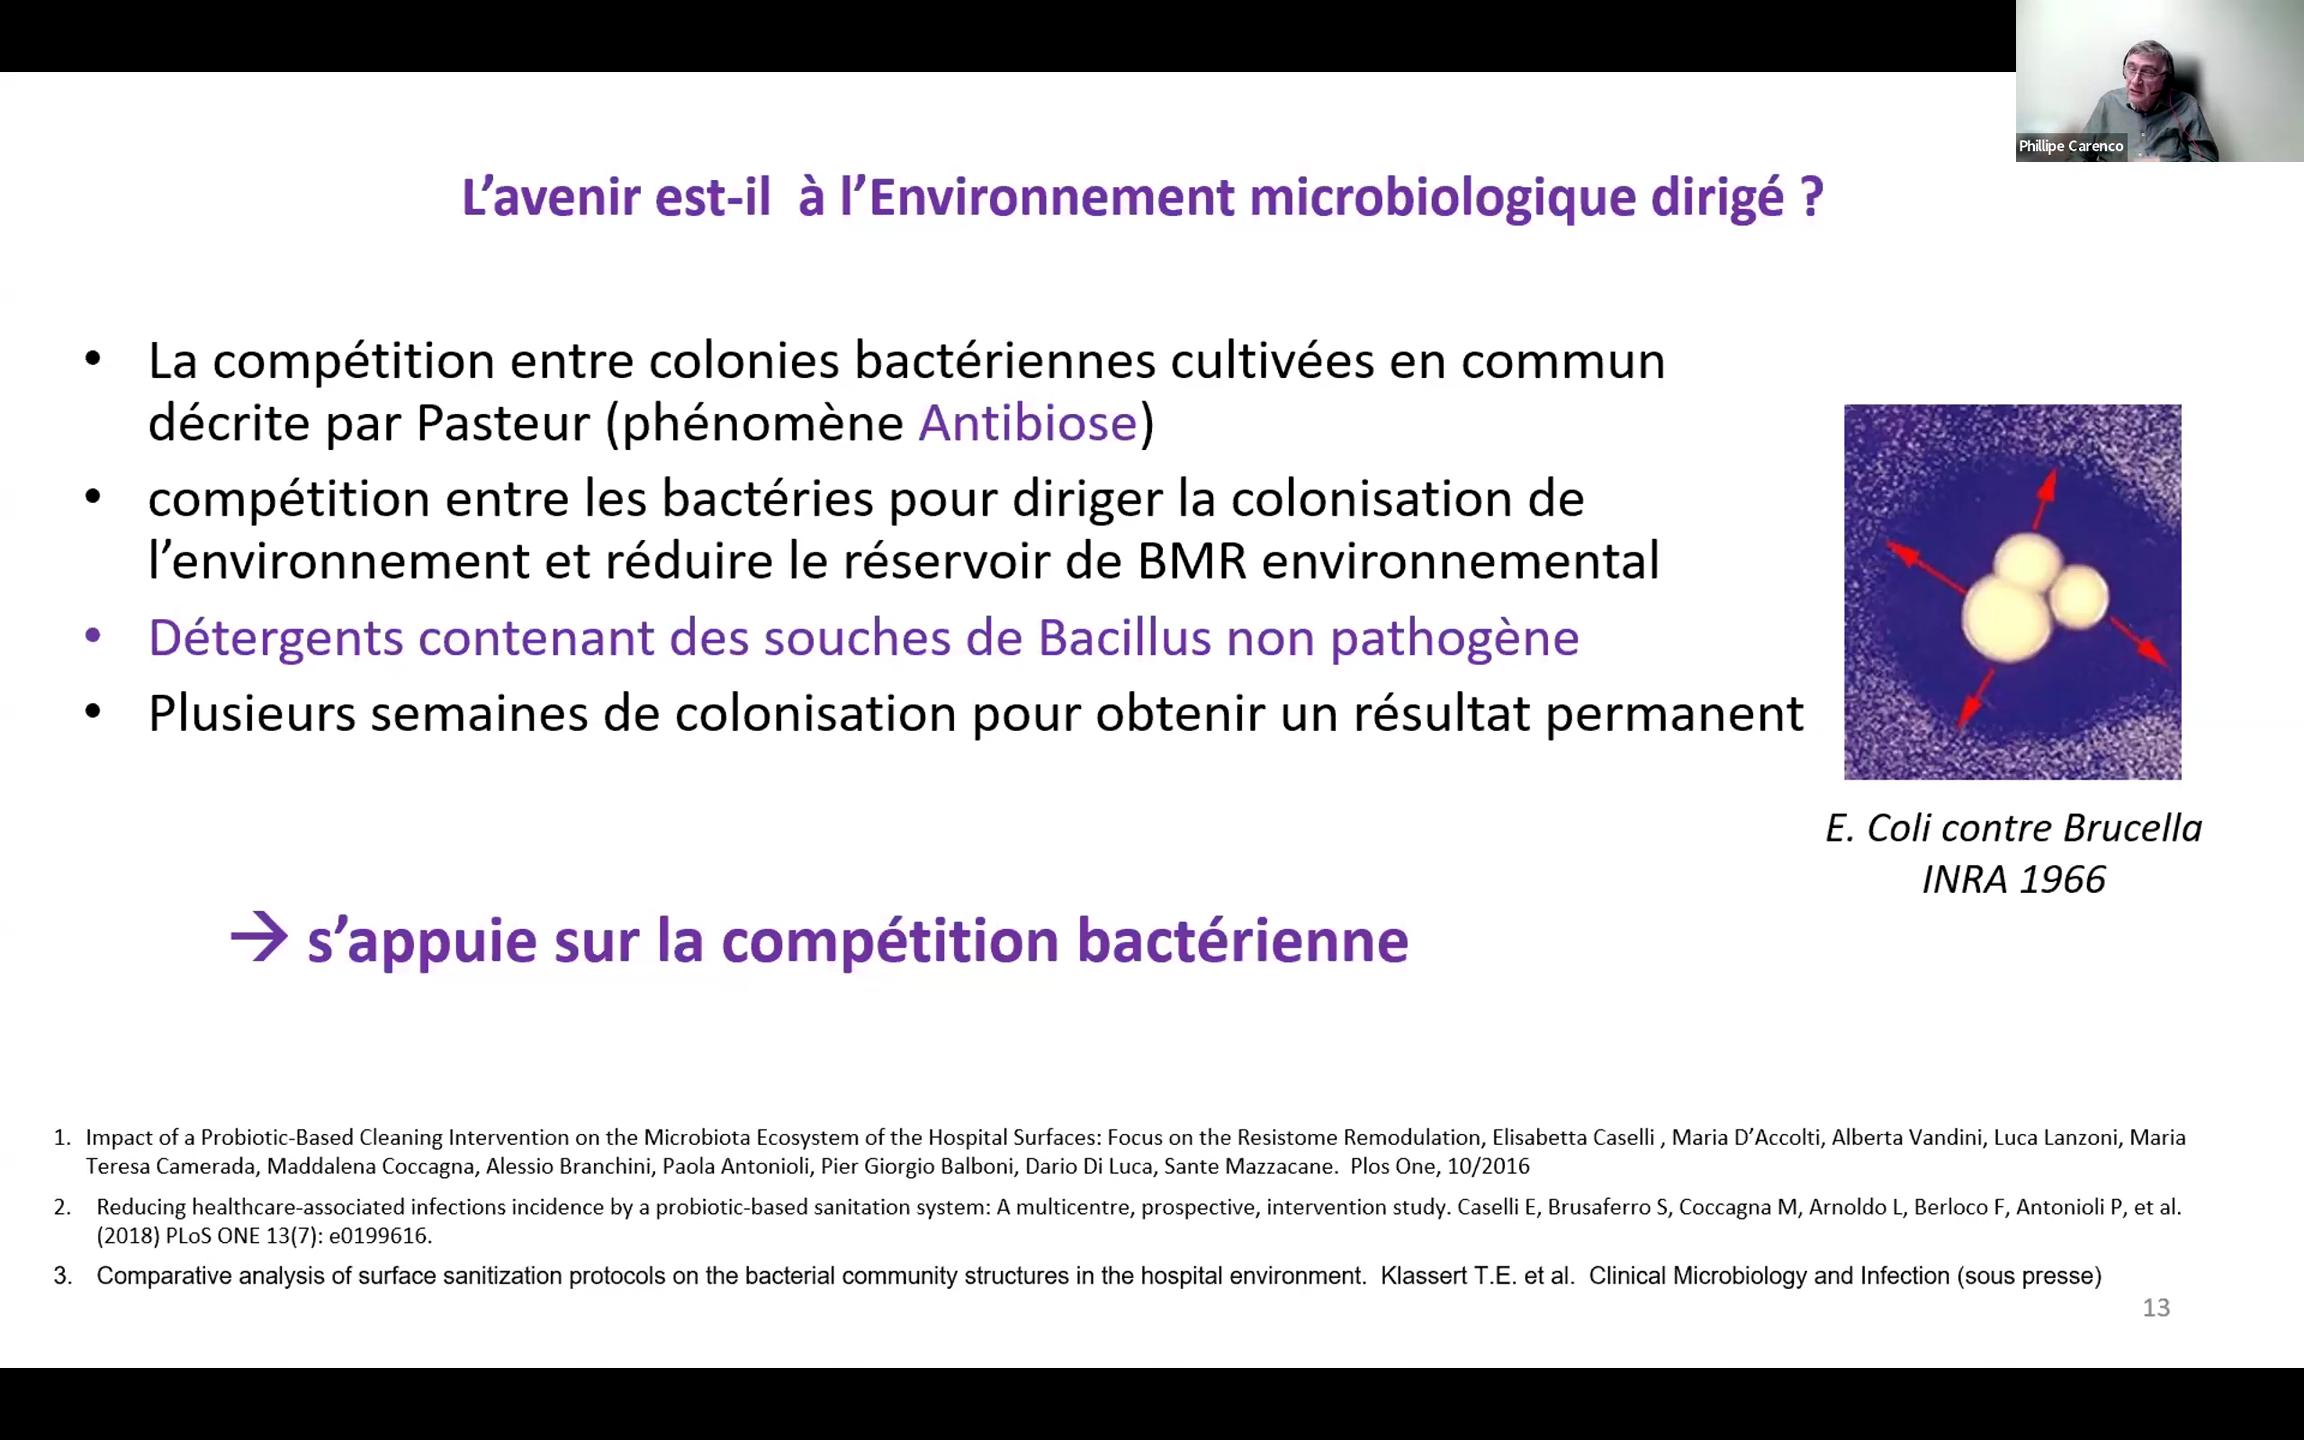 Phillipe Carenco
L’avenir est-il  à l’Environnement microbiologique dirigé ?
• La compétition entre colonies bactériennes cultivées en commun
décrite par Pasteur (phénomène Antibiose)
• compétition entre les bactéries pour diriger la colonisation de
l’environnement et réduire le réservoir de BMR environnemental
• Détergents contenant des souches de Bacillus non pathogène
• Plusieurs semaines de colonisation pour obtenir un résultat permanent
E. Coli contre Brucella
INRA 1966
→ s’appuie sur la compétition bactérienne
1. Impact of a Probiotic-Based Cleaning Intervention on the Microbiota Ecosystem of the Hospital Surfaces: Focus on the Resistome Remodulation, Elisabetta Caselli , Maria D’Accolti, Alberta Vandini, Luca Lanzoni, Maria
Teresa Camerada, Maddalena Coccagna, Alessio Branchini, Paola Antonioli, Pier Giorgio Balboni, Dario Di Luca, Sante Mazzacane.  Plos One, 10/2016
2. Reducing healthcare-associated infections incidence by a probiotic-based sanitation system: A multicentre, prospective, intervention study. Caselli E, Brusaferro S, Coccagna M, Arnoldo L, Berloco F, Antonioli P, et al.
(2018) PLoS ONE 13(7): e0199616.
3. Comparative analysis of surface sanitization protocols on the bacterial community structures in the hospital environment.  Klassert T.E. et al.  Clinical Microbiology and Infection (sous presse)
13